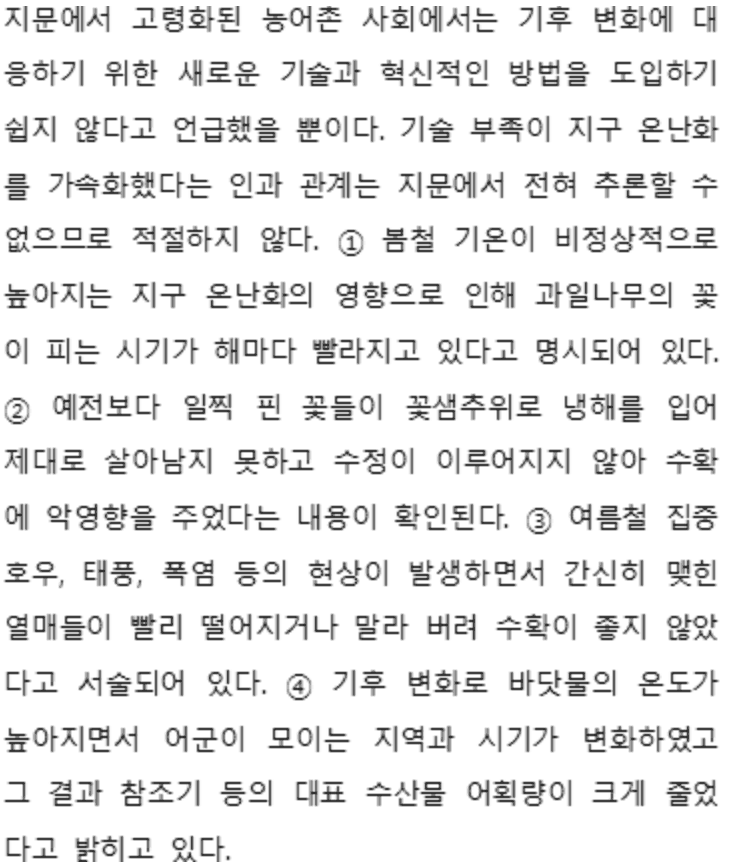 지문에서 고령화된 농어촌 사회에서는 기후 변화에 대
응하기 위한 새로운 기술과 혁신적인 방법을 도입하기
쉽지 않다고 언급했을 뿐이다. 기술 부족이 지구 온난화
를 가속화했다는 인과 관계는 지문에서 전혀 추론할 수
없으므로 적절하지 않다. ① 봄철 기온이 비정상적으로
높아지는 지구 온난화의 영향으로 인해 과일나무의 꽃
이 피는 시기가 해마다 빨라지고 있다고 명시되어 있다.
② 예전보다 일찍 핀 꽃들이 꽃샘추위로 냉해를 입어
제대로 살아남지 못하고 수정이 이루어지지 않아 수확
에 악영향을 주었다는 내용이 확인된다. ③ 여름철 집중
호우, 태풍, 폭염 등의 현상이 발생하면서 간신히 맺힌
열매들이 빨리 떨어지거나 말라 버려 수확이 좋지 않았
다고 서술되어 있다. ④ 기후 변화로 바닷물의 온도가
높아지면서 어군이 모이는 지역과 시기가 변화하였고
그 결과 참조기 등의 대표 수산물 어획량이 크게 줄었
다고 밝히고 있다.